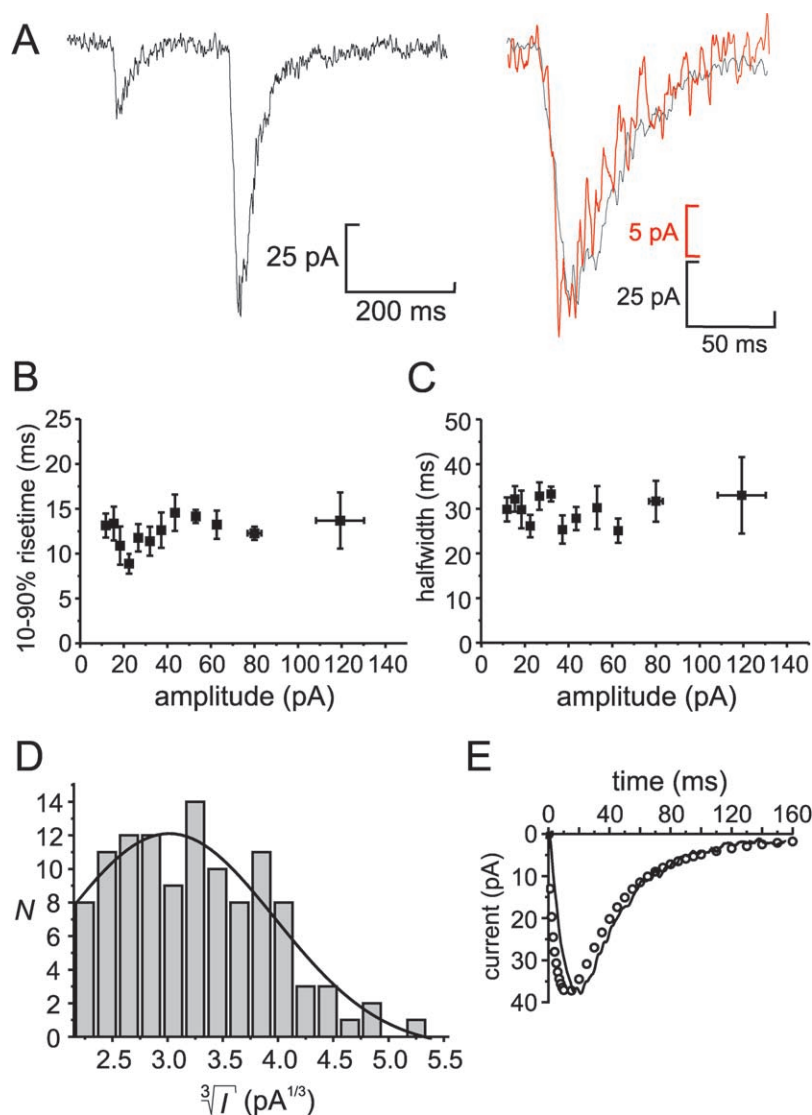 A
25 pA
200 ms
5 pA
25 pA
50 ms
B
25
20
15
10
5
0
10-90% risetime (ms)
0 20 40 60 80 100 120 140
amplitude (pA)
C
50
40
30
20
10
0
halfwidth (ms)
0 20 40 60 80 100 120 140
amplitude (pA)
D
14
12
10
8
6
4
2
0
N
2.5 3.0 3.5 4.0 4.5 5.0 5.5
∛I (pA1/3)
E
time (ms)
0 40 80 120 160
0
10
20
30
40
current (pA)